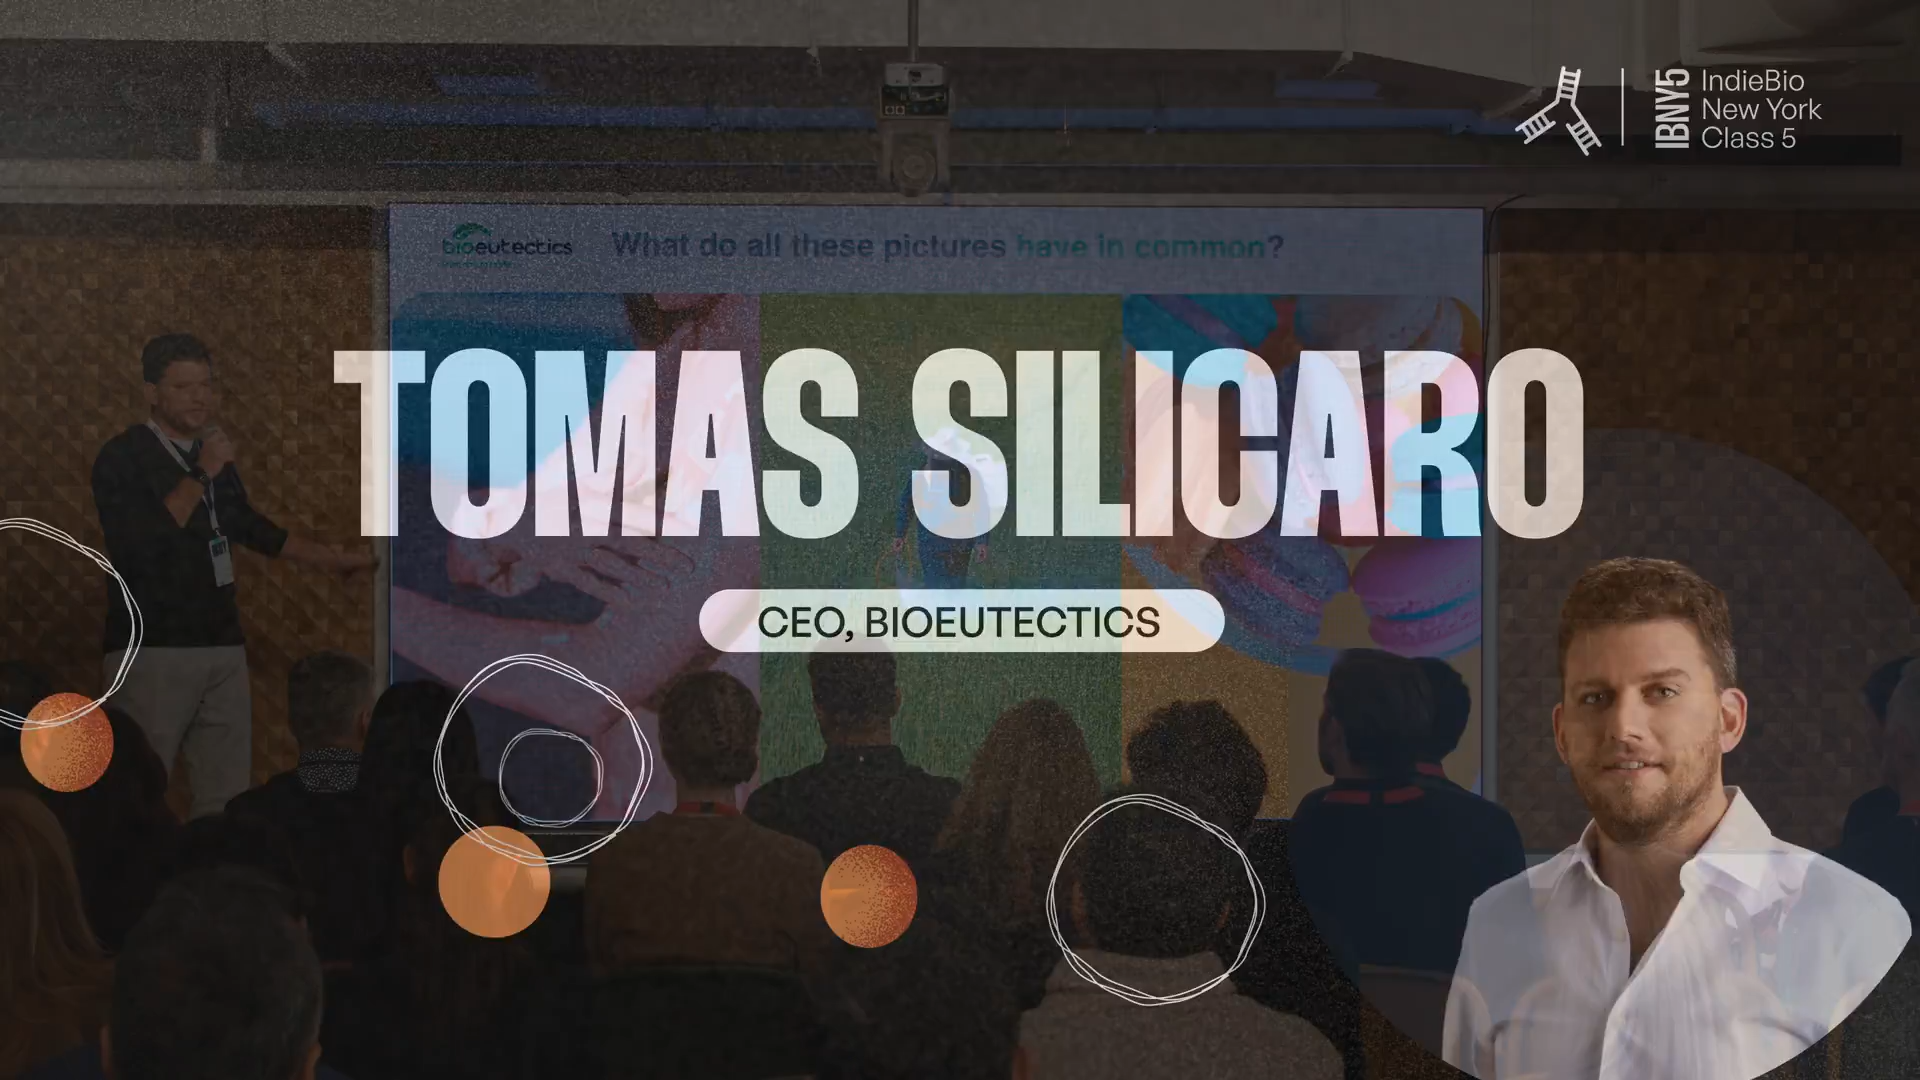 IBNY5
IndieBio
New York
Class 5
bioeutectics
What do all these pictures have in common?
TOMAS SILICARO
CEO, BIOEUTECTICS